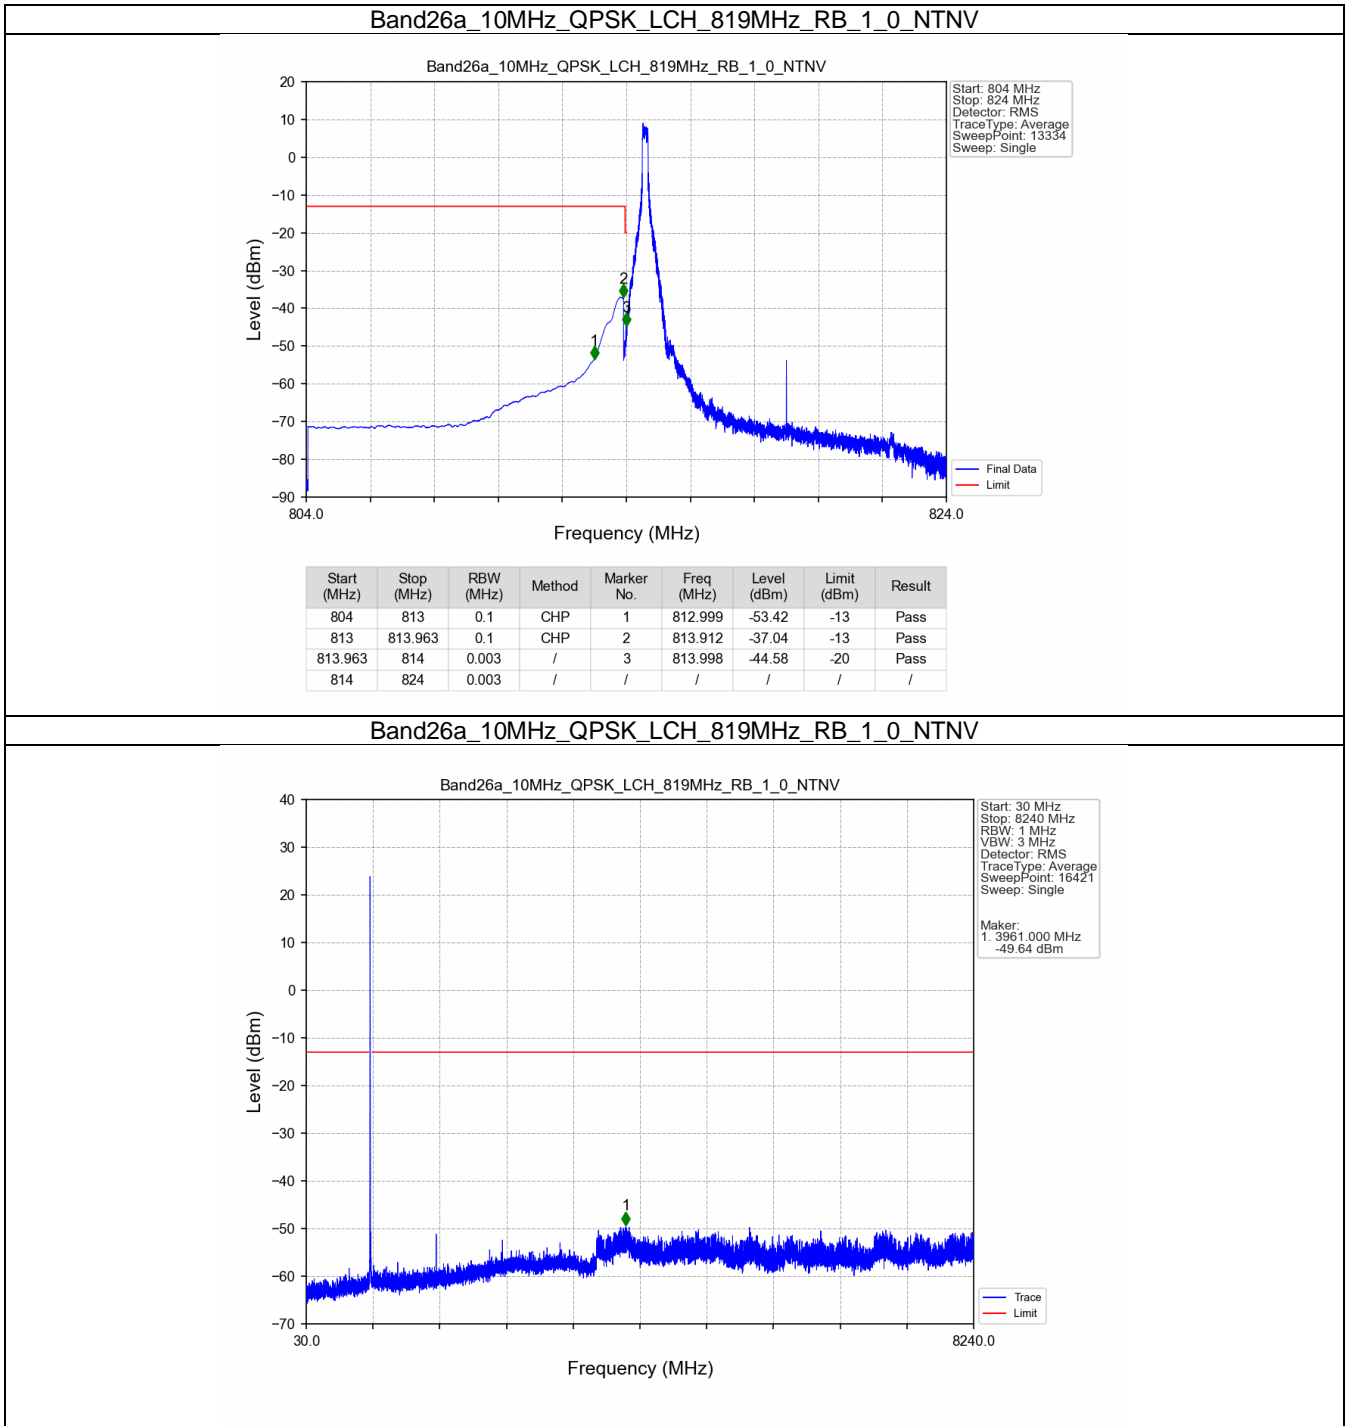 Band26a_10MHz_QPSK_LCH_819MHz_RB_1_0_NTNV
Band26a_10MHz_QPSK_LCH_819MHz_RB_1_0_NTNV
20
10
0
−10
−20
−30
−40
−50
−60
−70
−80
−90
Level (dBm)
1
2
3
804.0
824.0
Frequency (MHz)
Start: 804 MHz
Stop: 824 MHz
Detector: RMS
TraceType: Average
SweepPoint: 13334
Sweep: Single
Final Data
Limit
Start (MHz) Stop (MHz) RBW (MHz) Method Marker No. Freq (MHz) Level (dBm) Limit (dBm) Result
804 813 0.1 CHP 1 812.999 -53.42 -13 Pass
813 813.963 0.1 CHP 2 813.912 -37.04 -13 Pass
813.963 814 0.003 / 3 813.998 -44.58 -20 Pass
814 824 0.003 / / / / / /
Band26a_10MHz_QPSK_LCH_819MHz_RB_1_0_NTNV
Band26a_10MHz_QPSK_LCH_819MHz_RB_1_0_NTNV
40
30
20
10
0
−10
−20
−30
−40
−50
−60
−70
Level (dBm)
1
30.0
8240.0
Frequency (MHz)
Start: 30 MHz
Stop: 8240 MHz
RBW: 1 MHz
VBW: 3 MHz
Detector: RMS
TraceType: Average
SweepPoint: 16421
Sweep: Single
Maker:
1. 3961.000 MHz
-49.64 dBm
Trace
Limit